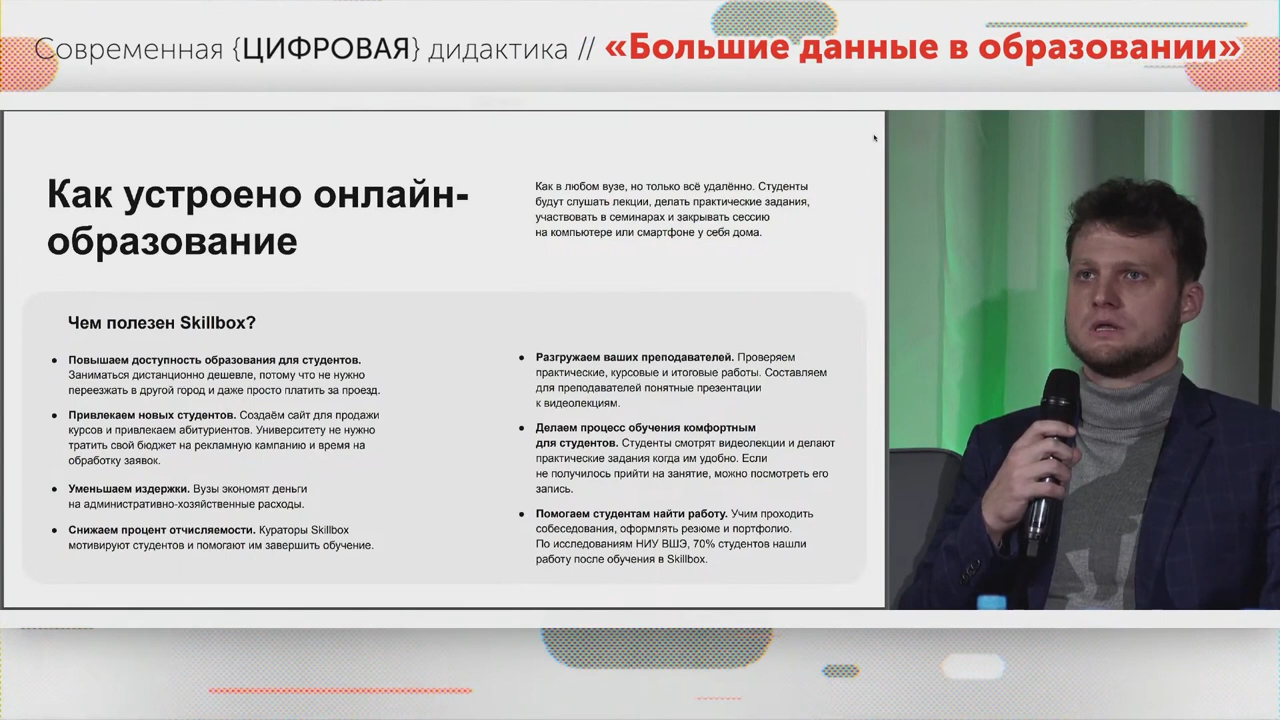 Современная {ЦИФРОВАЯ} дидактика // «Большие данные в образовании»
Как устроено онлайн-
образование
Как в любом вузе, но только всё удалённо. Студенты
будут слушать лекции, делать практические задания,
участвовать в семинарах и закрывать сессию
на компьютере или смартфоне у себя дома.
Чем полезен Skillbox?
● Повышаем доступность образования для студентов.
Заниматься дистанционно дешевле, потому что не нужно
переезжать в другой город и даже просто платить за проезд.
● Привлекаем новых студентов. Создаём сайт для продажи
курсов и привлекаем абитуриентов. Университету не нужно
тратить свой бюджет на рекламную кампанию и время на
обработку заявок.
● Уменьшаем издержки. Вузы экономят деньги
на административно-хозяйственные расходы.
● Снижаем процент отчисляемости. Кураторы Skillbox
мотивируют студентов и помогают им завершить обучение.
● Разгружаем ваших преподавателей. Проверяем
практические, курсовые и итоговые работы. Составляем
для преподавателей понятные презентации
к видеолекциям.
● Делаем процесс обучения комфортным
для студентов. Студенты смотрят видеолекции и делают
практические задания когда им удобно. Если
не получилось прийти на занятие, можно посмотреть его
запись.
● Помогаем студентам найти работу. Учим проходить
собеседования, оформлять резюме и портфолио.
По исследованиям НИУ ВШЭ, 70% студентов нашли
работу после обучения в Skillbox.